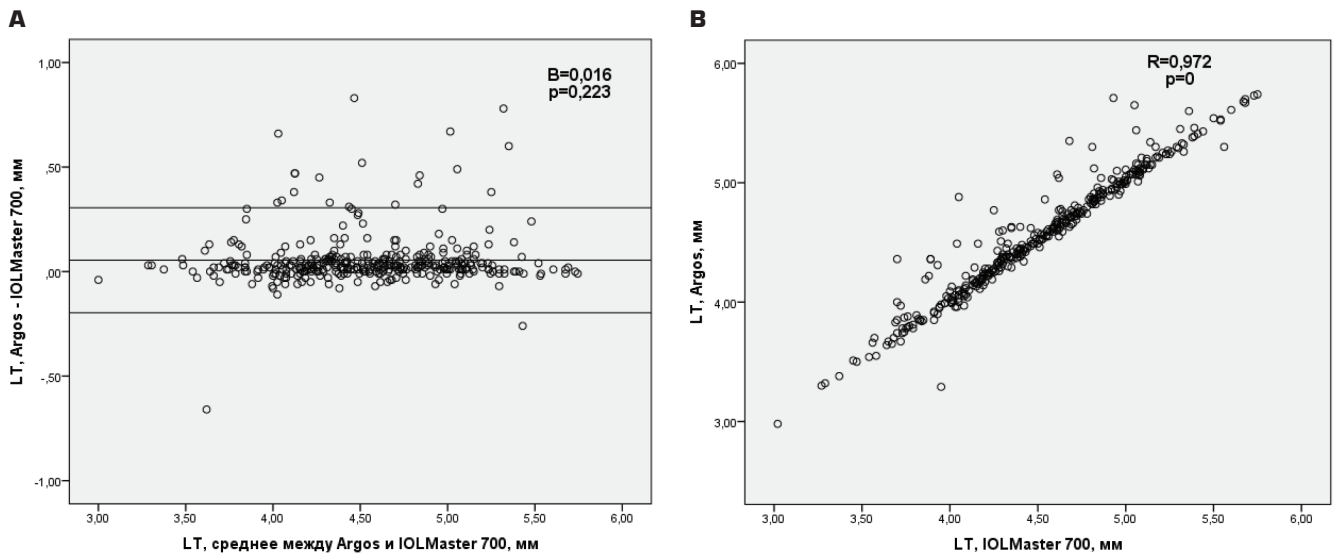 A
B
1,00
,50
,00
-,50
-1,00
LT, Argos - IOLMaster 700, мм
B=0,016
p=0,223
3,00 3,50 4,00 4,50 5,00 5,50 6,00
LT, среднее между Argos и IOLMaster 700, мм
6,00
5,00
4,00
3,00
LT, Argos, мм
R=0,972
p=0
3,00 3,50 4,00 4,50 5,00 5,50 6,00
LT, IOLMaster 700, мм